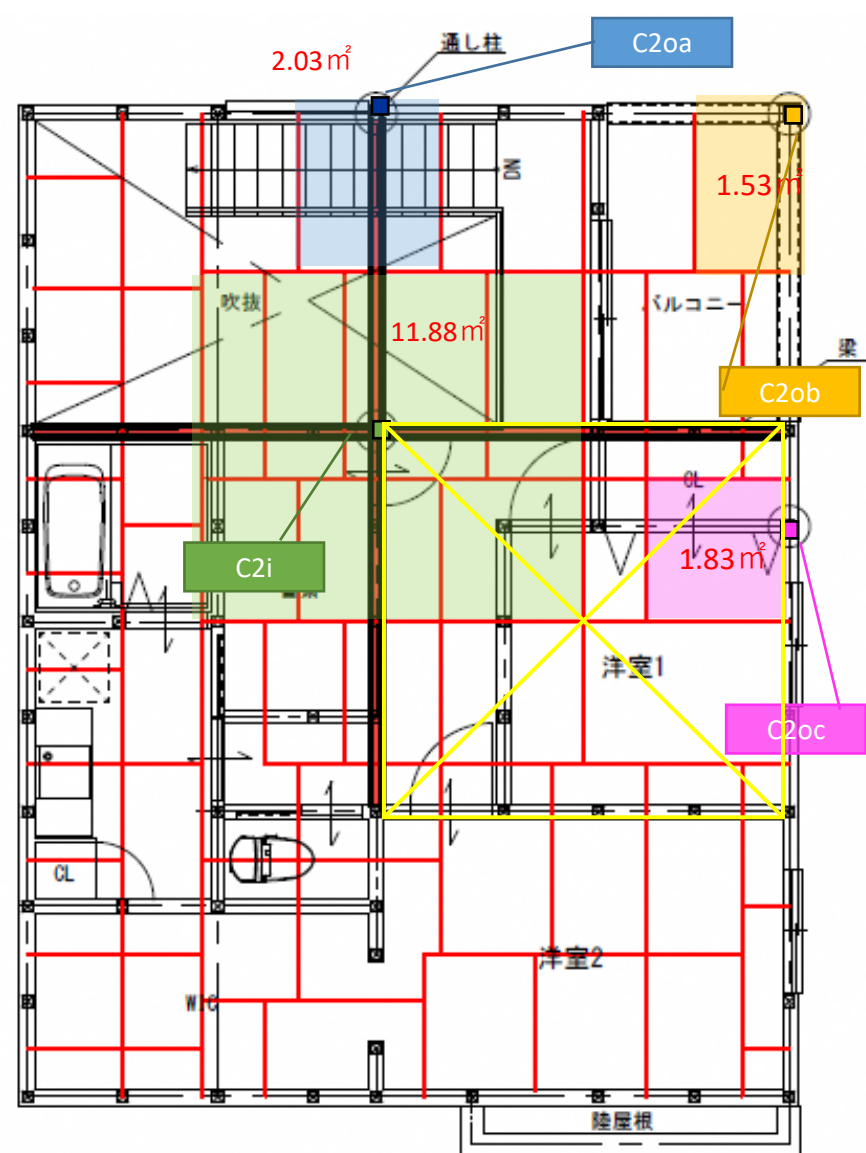 通し柱
C2oa
2.03㎡
DN
1.53㎡
吹抜
バルコニー
11.88㎡
梁
C2ob
CL
C2i
1.83㎡
洋室1
C2oc
CL
洋室2
WIC
陸屋根